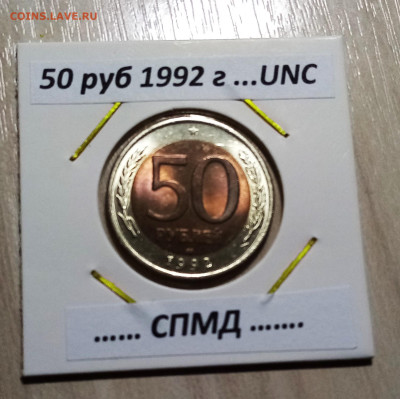 COINS.LAVE.RU
50 руб 1992 г ...UNC
50
РУБЛЕЙ
1992
...... СПМД .......